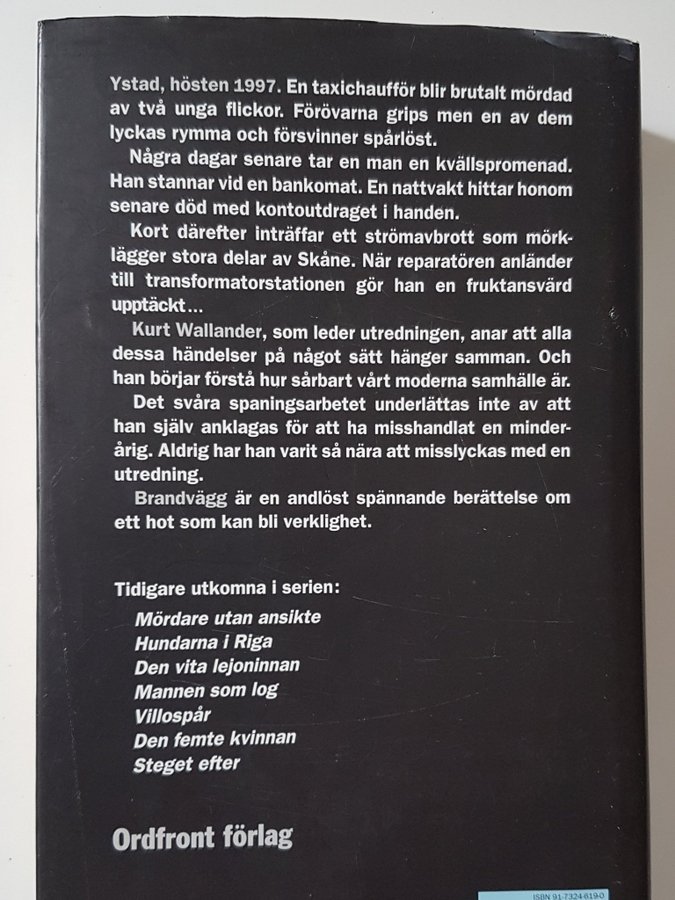 Ystad, hösten 1997. En taxichaufför blir brutalt mördad
av två unga flickor. Förövarna grips men en av dem
lyckas rymma och försvinner spårlöst.
Några dagar senare tar en man en kvällspromenad.
Han stannar vid en bankomat. En nattvakt hittar honom
senare död med kontoutdraget i handen.
Kort därefter inträffar ett strömavbrott som mörk-
lägger stora delar av Skåne. När reparatören anländer
till transformatorstationen gör han en fruktansvärd
upptäckt...
Kurt Wallander, som leder utredningen, anar att alla
dessa händelser på något sätt hänger samman. Och
han börjar förstå hur sårbart vårt moderna samhälle är.
Det svåra spaningsarbetet underlättas inte av att
han själv anklagas för att ha misshandlat en minder-
årig. Aldrig har han varit så nära att misslyckas med en
utredning.
Brandvägg är en andlöst spännande berättelse om
ett hot som kan bli verklighet.
Tidigare utkomna i serien:
Mördare utan ansikte
Hundarna i Riga
Den vita lejoninnan
Mannen som log
Villospår
Den femte kvinnan
Steget efter
Ordfront förlag
ISBN 91-7324-619-0